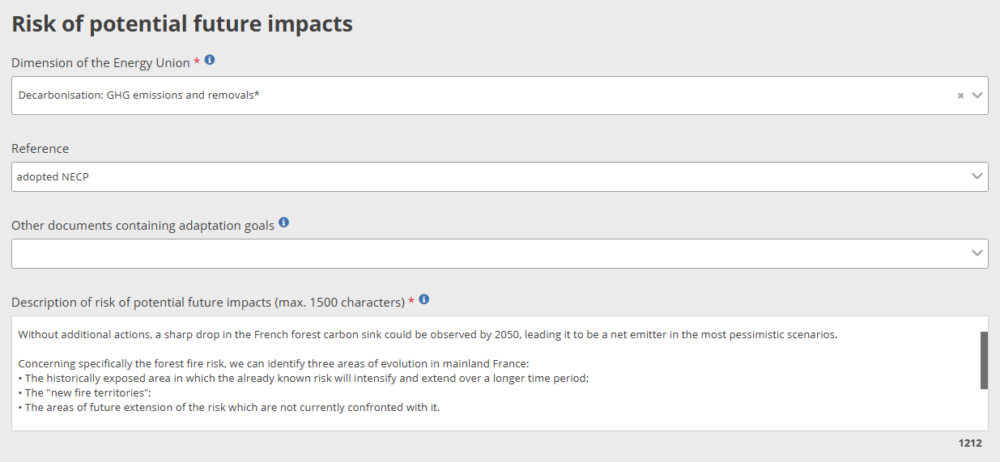 Risk of potential future impacts
Dimension of the Energy Union *
Decarbonisation: GHG emissions and removals*
Reference
adopted NECP
Other documents containing adaptation goals
Description of risk of potential future impacts (max. 1500 characters) *
Without additional actions, a sharp drop in the French forest carbon sink could be observed by 2050, leading it to be a net emitter in the most pessimistic scenarios.
Concerning specifically the forest fire risk, we can identify three areas of evolution in mainland France:
• The historically exposed area in which the already known risk will intensify and extend over a longer time period;
• The "new fire territories";
• The areas of future extension of the risk which are not currently confronted with it.
1212